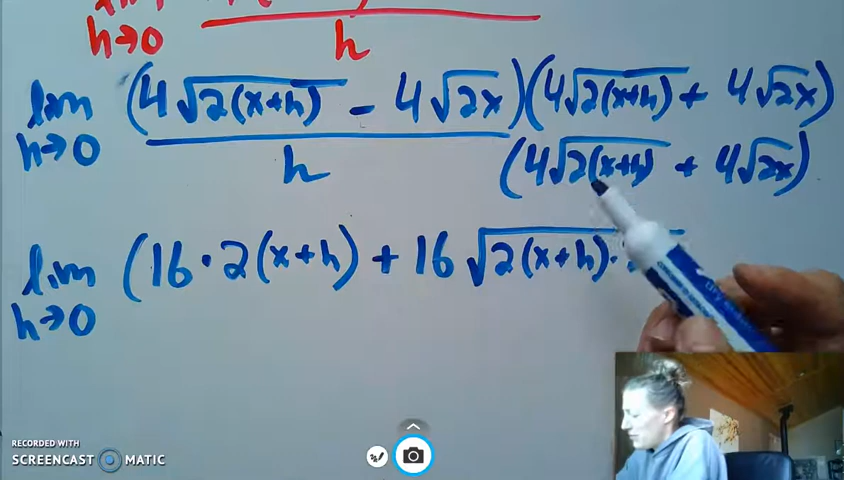 h→0 h
lim (4√2(x+h) - 4√2x)(4√2(x+h) + 4√2x)
h→0 h (4√2(x+h) + 4√2x)
lim (16·2(x+h) + 16 √2(x+h)·
h→0
RECORDED WITH
SCREENCAST MATIC